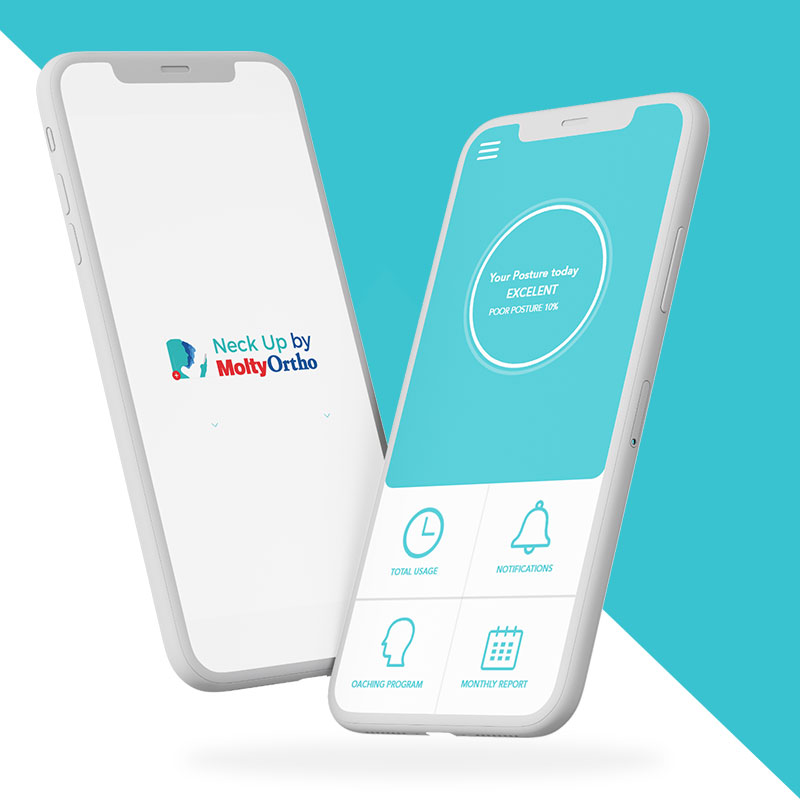 Neck Up by
MoltyOrtho
Your Posture today
EXCELENT
POOR POSTURE 10%
TOTAL USAGE
NOTIFICATIONS
OACHING PROGRAM
MONTHLY REPORT